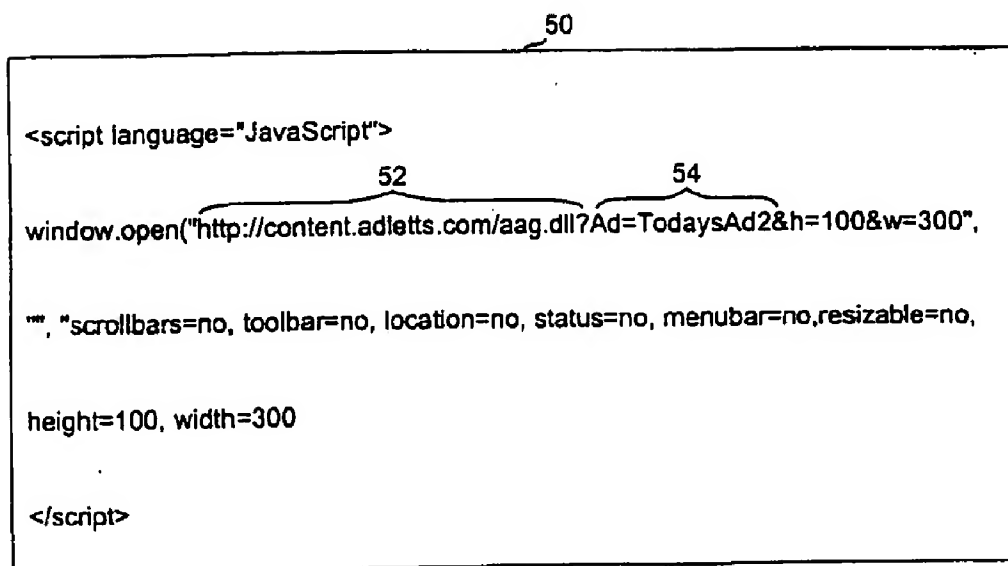 50
<script language="JavaScript">
52 54
window.open("http://content.adletts.com/aag.dll?Ad=TodaysAd2&h=100&w=300",
"", "scrollbars=no, toolbar=no, location=no, status=no, menubar=no,resizable=no,
height=100, width=300
</script>